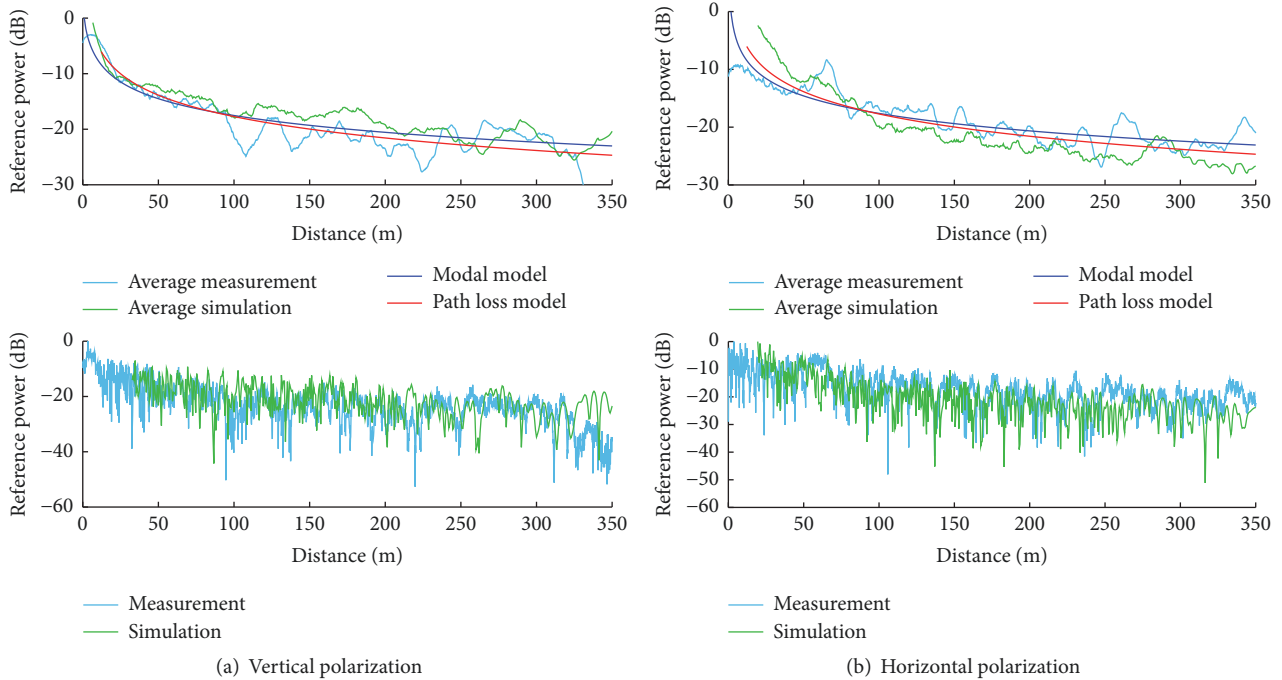 Reference power (dB)
0
−10
−20
−30
0 50 100 150 200 250 300 350
Distance (m)
Average measurement
Average simulation
Modal model
Path loss model
Reference power (dB)
0
−20
−40
−60
0 50 100 150 200 250 300 350
Distance (m)
Measurement
Simulation
(a) Vertical polarization
Reference power (dB)
0
−10
−20
−30
0 50 100 150 200 250 300 350
Distance (m)
Average measurement
Average simulation
Modal model
Path loss model
Reference power (dB)
0
−10
−20
−30
−40
−50
−60
0 50 100 150 200 250 300 350
Distance (m)
Measurement
Simulation
(b) Horizontal polarization